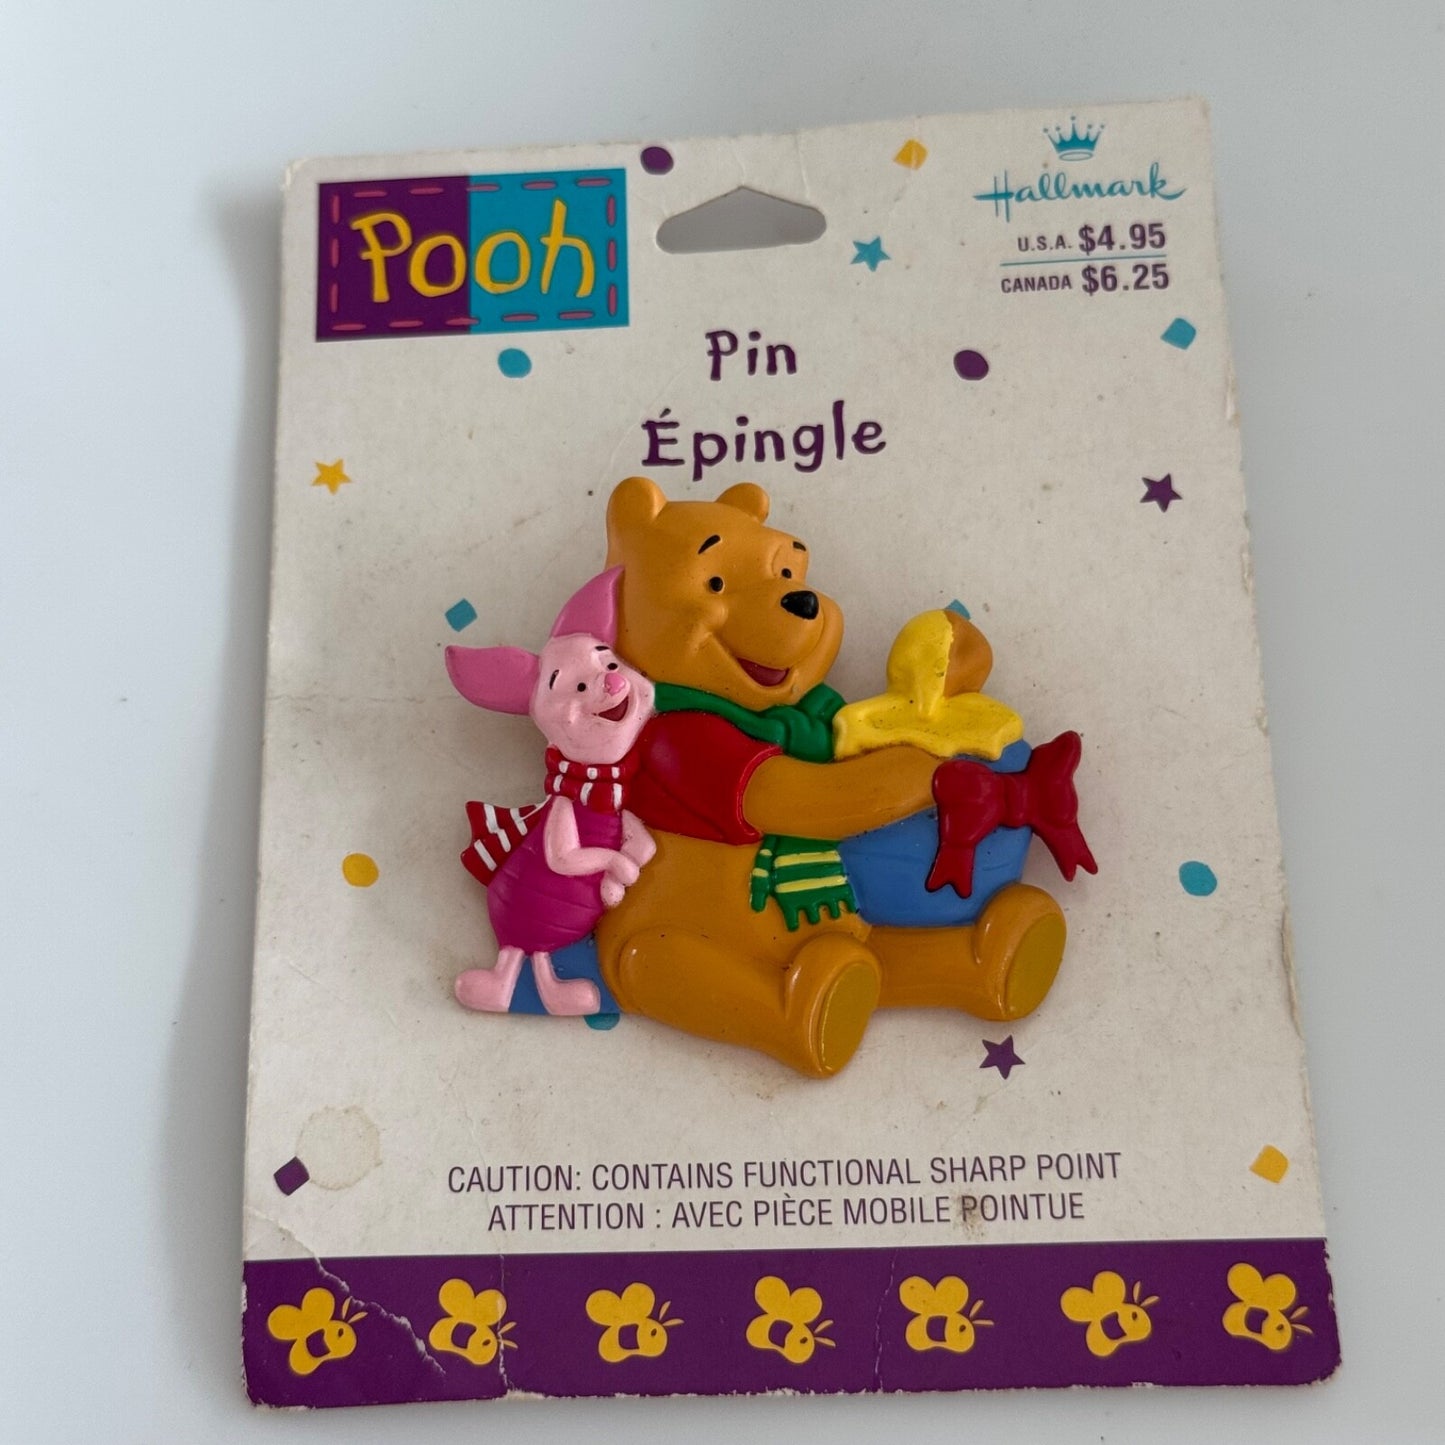 Pooh
Hallmark
U.S.A. $4.95
CANADA $6.25
Pin
Épingle
CAUTION: CONTAINS FUNCTIONAL SHARP POINT
ATTENTION : AVEC PIÈCE MOBILE POINTUE